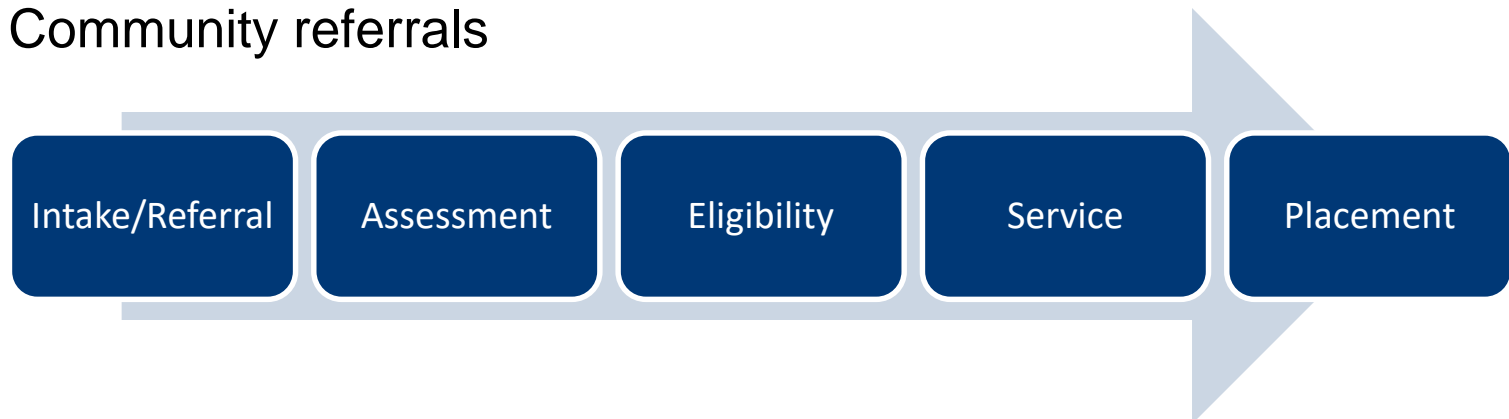 Community referrals
Intake/Referral
Assessment
Eligibility
Service
Placement